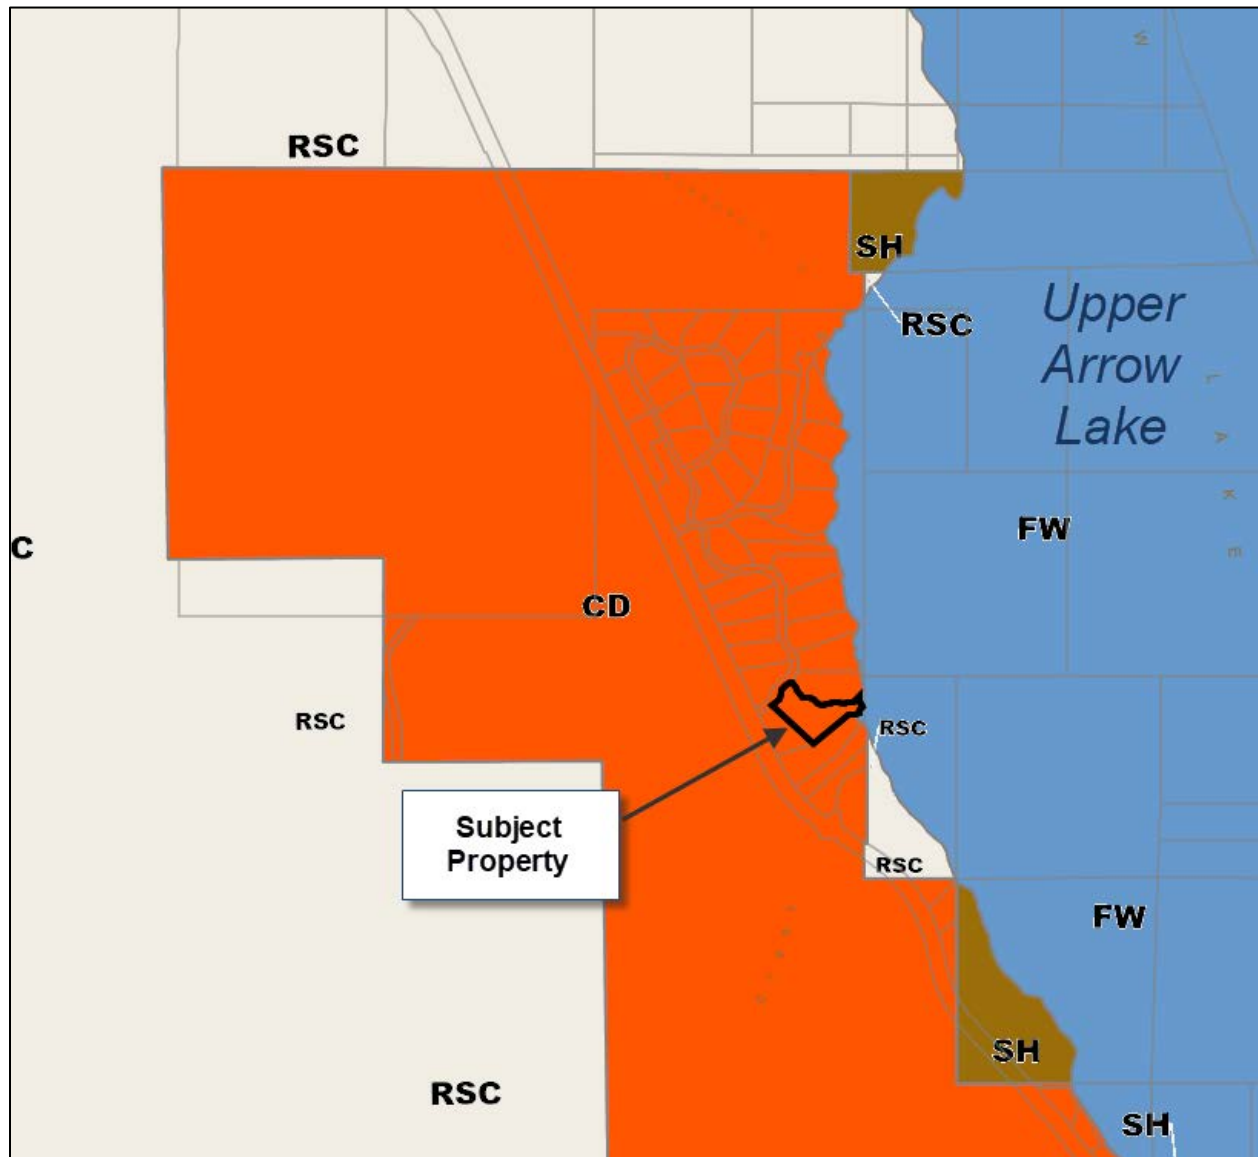 W
RSC
SH
RSC
Upper
Arrow
Lake
L
A
K
E
FW
C
CD
RSC
RSC
Subject
Property
RSC
FW
SH
RSC
SH